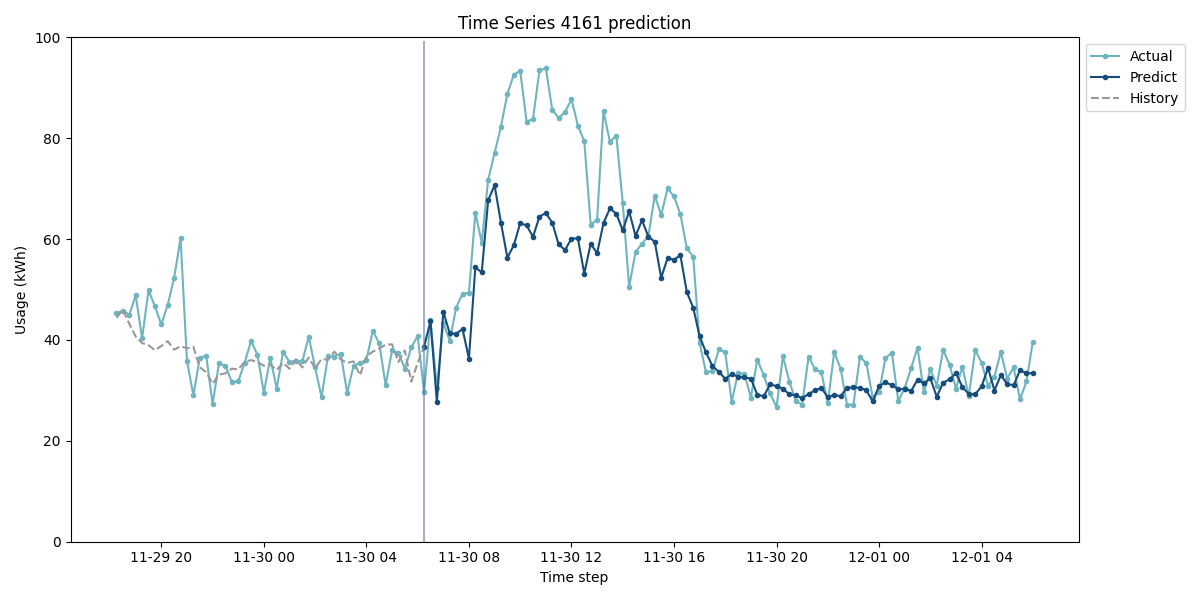 Time Series 4161 prediction
Actual
Predict
History
Usage (kWh)
100
80
60
40
20
0
11-29 20
11-30 00
11-30 04
11-30 08
11-30 12
11-30 16
11-30 20
12-01 00
12-01 04
Time step